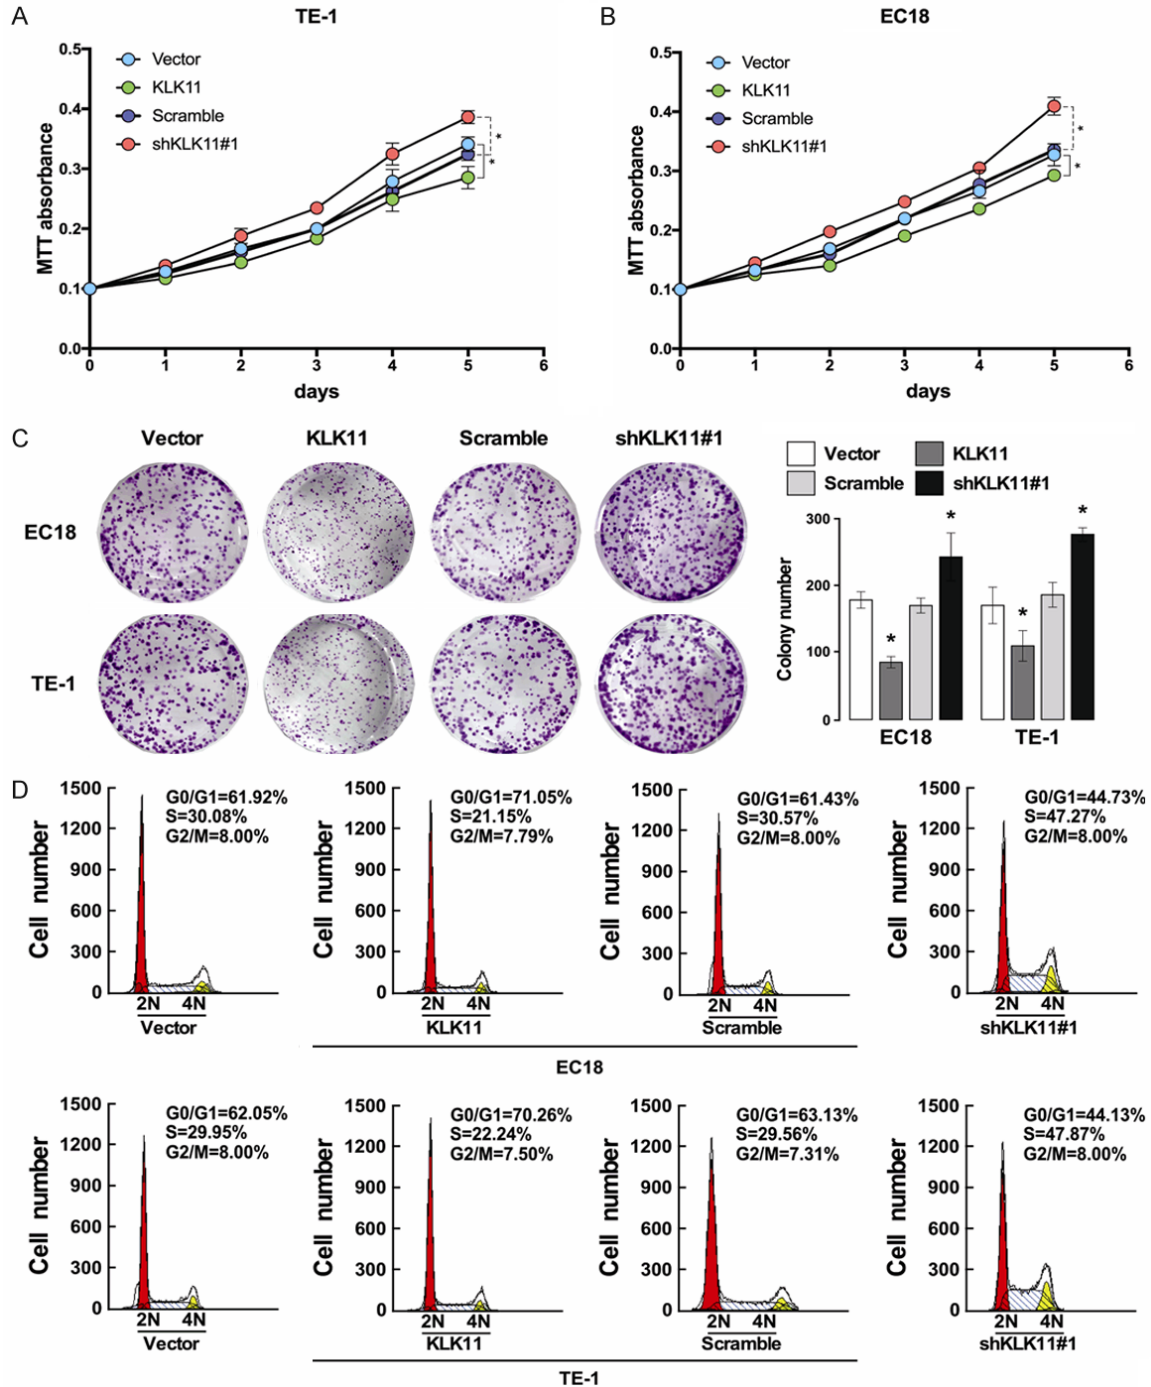 A
TE-1
0.5
0.4
0.3
0.2
0.1
0.0
MTT absorbance
Vector
KLK11
Scramble
shKLK11#1
*
*
0 1 2 3 4 5 6
days
B
EC18
0.5
0.4
0.3
0.2
0.1
0.0
MTT absorbance
Vector
KLK11
Scramble
shKLK11#1
*
*
0 1 2 3 4 5 6
days
C
Vector KLK11 Scramble shKLK11#1
EC18
TE-1
Vector KLK11
Scramble shKLK11#1
300
200
100
0
Colony number
* * * *
EC18 TE-1
D
1500
1200
900
600
300
0
Cell number
G0/G1=61.92%
S=30.08%
G2/M=8.00%
2N 4N
Vector
1500
1200
900
600
300
0
Cell number
G0/G1=71.05%
S=21.15%
G2/M=7.79%
2N 4N
KLK11
1500
1200
900
600
300
0
Cell number
G0/G1=61.43%
S=30.57%
G2/M=8.00%
2N 4N
Scramble
1500
1200
900
600
300
0
Cell number
G0/G1=44.73%
S=47.27%
G2/M=8.00%
2N 4N
shKLK11#1
EC18
1500
1200
900
600
300
0
Cell number
G0/G1=62.05%
S=29.95%
G2/M=8.00%
2N 4N
Vector
1500
1200
900
600
300
0
Cell number
G0/G1=70.26%
S=22.24%
G2/M=7.50%
2N 4N
KLK11
1500
1200
900
600
300
0
Cell number
G0/G1=63.13%
S=29.56%
G2/M=7.31%
2N 4N
Scramble
1500
1200
900
600
300
0
Cell number
G0/G1=44.13%
S=47.87%
G2/M=8.00%
2N 4N
shKLK11#1
TE-1